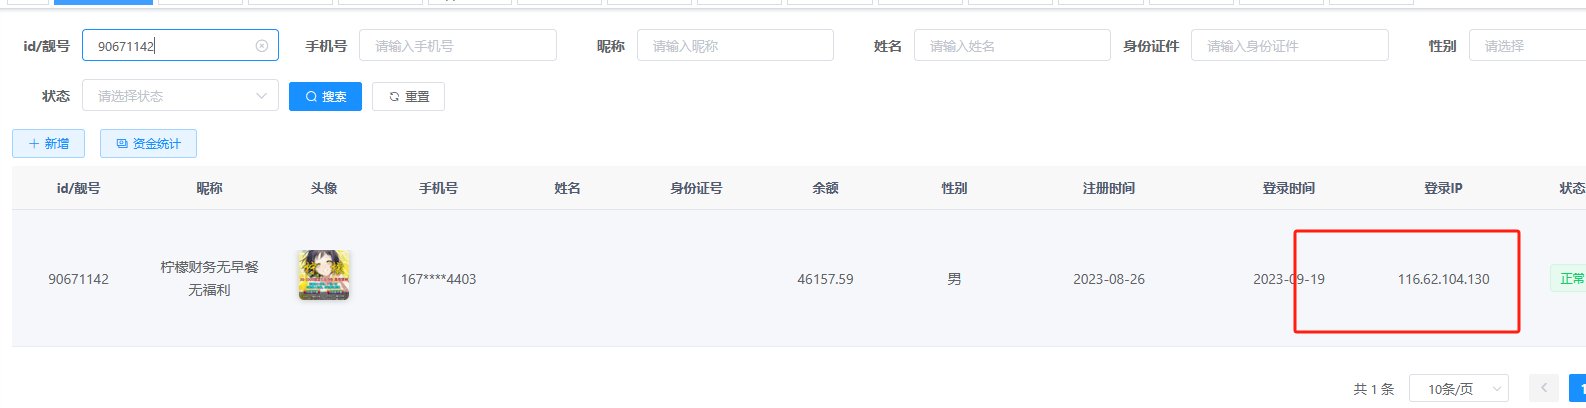 id/靓号 90671142 手机号 请输入手机号 昵称 请输入昵称 姓名 请输入姓名 身份证件 请输入身份证件 性别 请选择
状态 请选择状态 搜索 重置
新增 资金统计
id/靓号 昵称 头像 手机号 姓名 身份证号 余额 性别 注册时间 登录时间 登录IP 状态
90671142 柠檬财务无早餐无福利 167****4403 46157.59 男 2023-08-26 2023-09-19 116.62.104.130 正常
共 1 条 10条/页 1